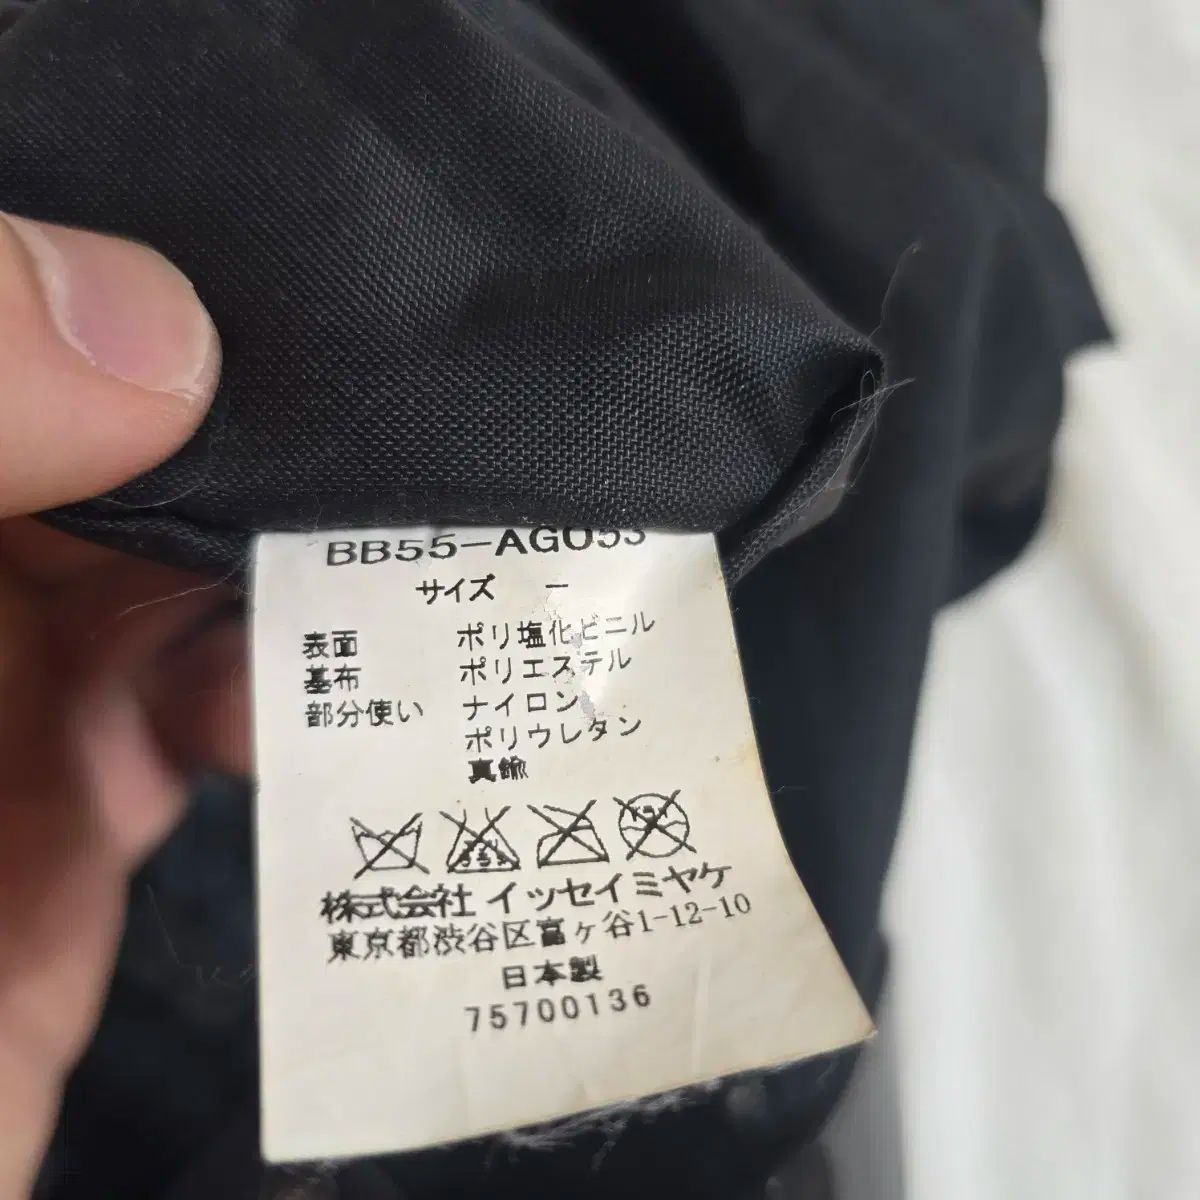 BB55-AG053
サイズ －
表面 ポリ塩化ビニル
基布 ポリエステル
部分使い ナイロン
ポリウレタン
真鍮
株式会社 イッセイミヤケ
東京都渋谷区富ヶ谷1-12-10
日本製
75700136